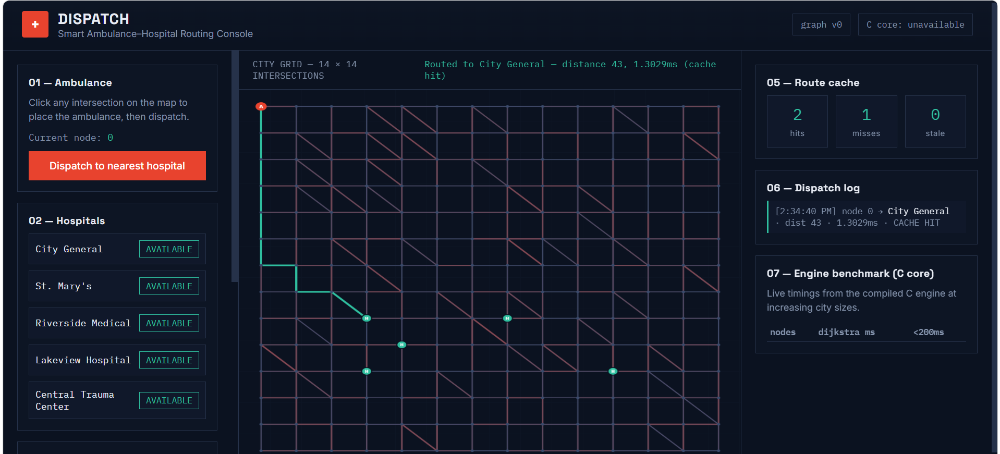 +
DISPATCH
Smart Ambulance–Hospital Routing Console
graph v0
C core: unavailable
01 — Ambulance
Click any intersection on the map to
place the ambulance, then dispatch.
Current node: 0
Dispatch to nearest hospital
02 — Hospitals
City General AVAILABLE
St. Mary's AVAILABLE
Riverside Medical AVAILABLE
Lakeview Hospital AVAILABLE
Central Trauma
Center
AVAILABLE
CITY GRID — 14 × 14
INTERSECTIONS
Routed to City General — distance 43, 1.3029ms (cache
hit)
A
H
H
H
H
H
05 — Route cache
2 1 0
hits misses stale
06 — Dispatch log
[2:34:40 PM] node 0 → City General
· dist 43 · 1.3029ms · CACHE HIT
07 — Engine benchmark (C core)
Live timings from the compiled C engine at
increasing city sizes.
nodes dijkstra ms <200ms